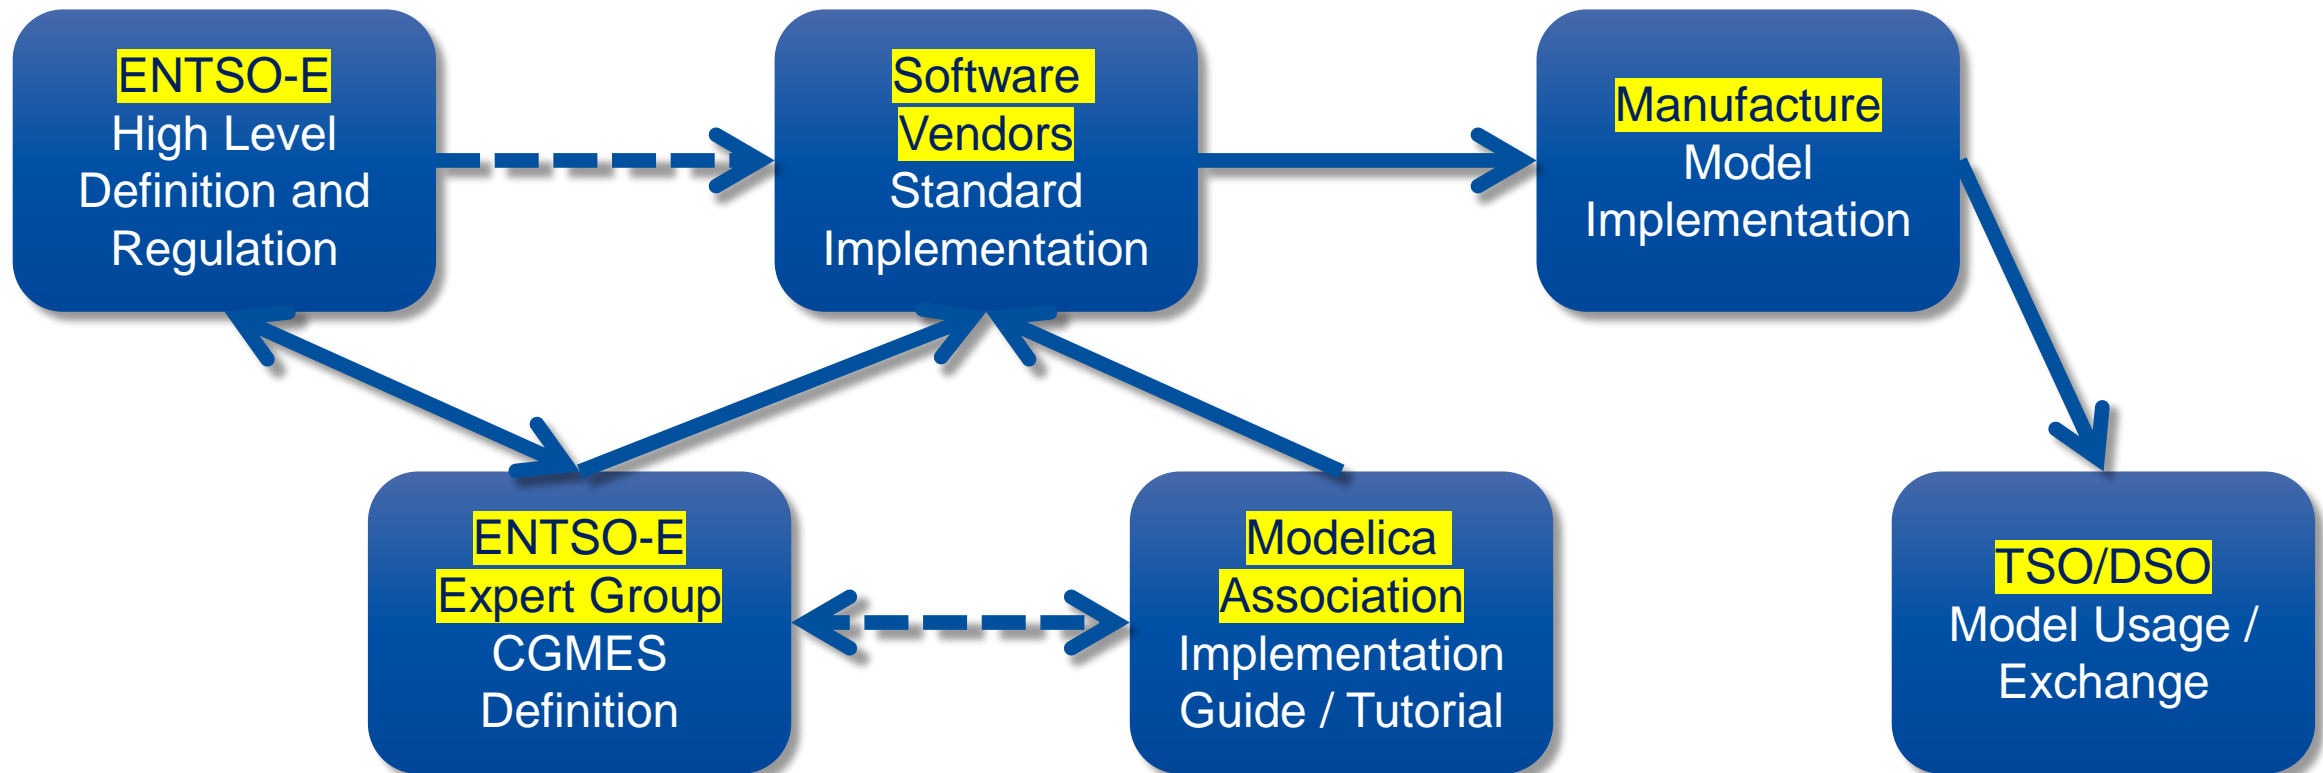 ENTSO-E
High Level
Definition and
Regulation
Software
Vendors
Standard
Implementation
Manufacture
Model
Implementation
ENTSO-E
Expert Group
CGMES
Definition
Modelica
Association
Implementation
Guide / Tutorial
TSO/DSO
Model Usage /
Exchange